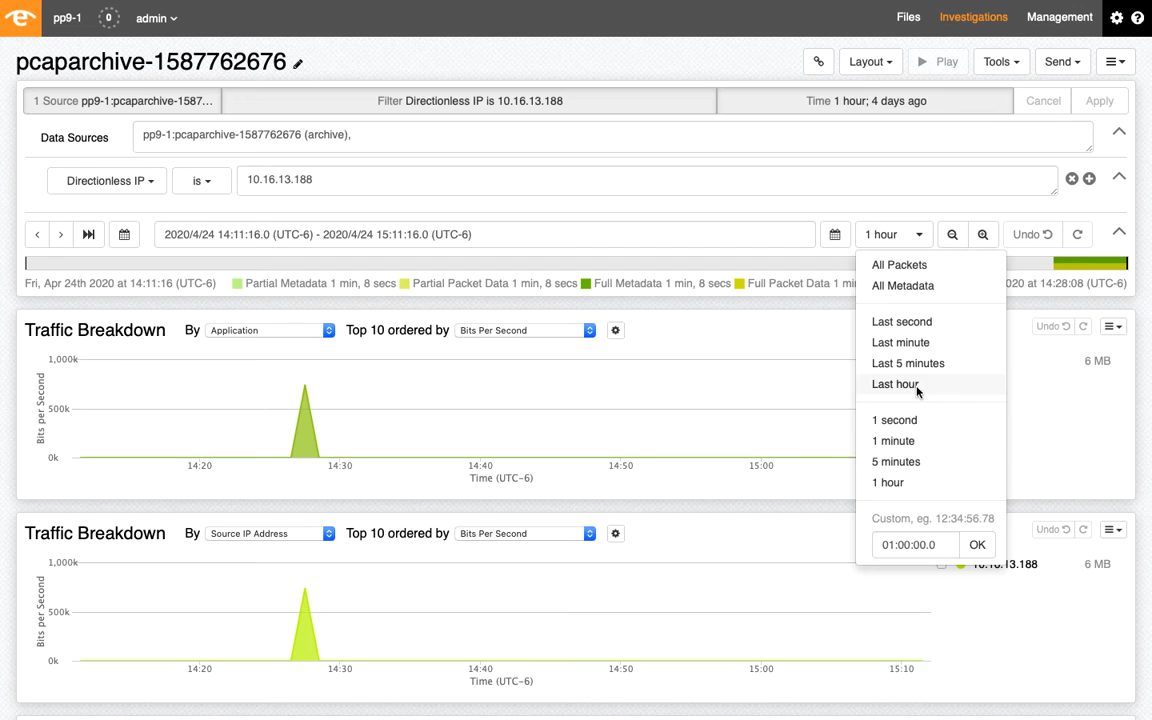 pp9-1 0 admin Files Investigations Management
pcaparchive-1587762676 Layout Play Tools Send
1 Source pp9-1:pcaparchive-1587... Filter Directionless IP is 10.16.13.188 Time 1 hour; 4 days ago Cancel Apply
Data Sources pp9-1:pcaparchive-1587762676 (archive),
Directionless IP is 10.16.13.188
2020/4/24 14:11:16.0 (UTC-6) - 2020/4/24 15:11:16.0 (UTC-6) 1 hour Undo
Fri, Apr 24th 2020 at 14:11:16 (UTC-6) Partial Metadata 1 min, 8 secs Partial Packet Data 1 min, 8 secs Full Metadata 1 min, 8 secs Full Packet Data 1 min 020 at 14:28:08 (UTC-6)
All Packets
All Metadata
Last second
Last minute
Last 5 minutes
Last hour
1 second
1 minute
5 minutes
1 hour
Custom, eg. 12:34:56.78
01:00:00.0 OK
Traffic Breakdown By Application Top 10 ordered by Bits Per Second Undo
1,000k
500k
0k
Bits per Second
14:20 14:30 14:40 14:50 15:00
Time (UTC-6)
6 MB
Traffic Breakdown By Source IP Address Top 10 ordered by Bits Per Second Undo
1,000k
500k
0k
Bits per Second
14:20 14:30 14:40 14:50 15:00 15:10
Time (UTC-6)
10.16.13.188 6 MB